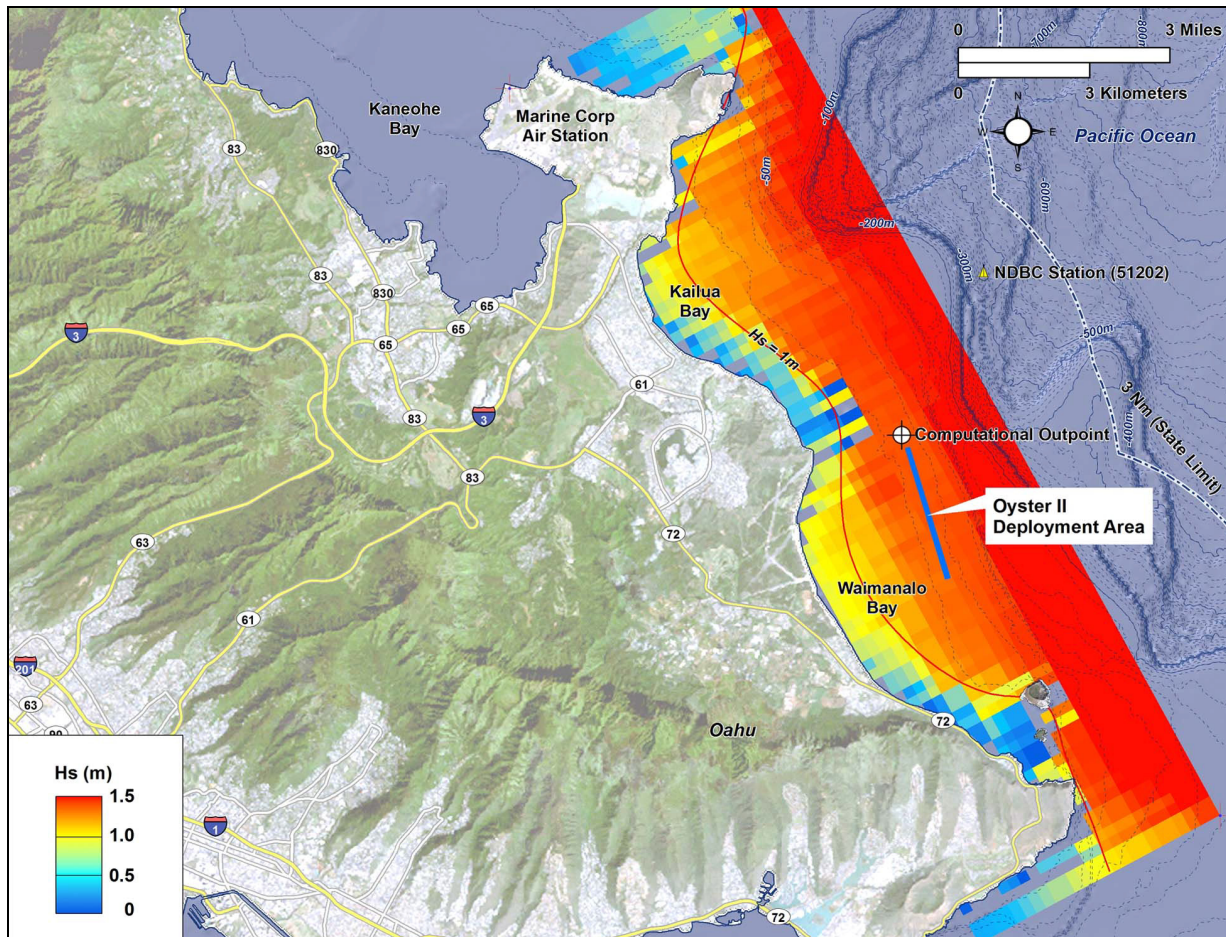 0
3 Miles
0
3 Kilometers
N
W
E
S
Pacific Ocean
-700m
-800m
-100m
-50m
-200m
-300m
-600m
-500m
-400m
Kaneohe
Bay
Marine Corp
Air Station
83
830
83
830
65
65
65
3
83
3
83
61
72
63
61
201
63
90
1
72
72
NDBC Station (51202)
Kailua
Bay
Hs = 1m
Computational Outpoint
3 Nm (State Limit)
Oyster II
Deployment Area
Waimanalo
Bay
Oahu
Hs (m)
1.5
1.0
0.5
0